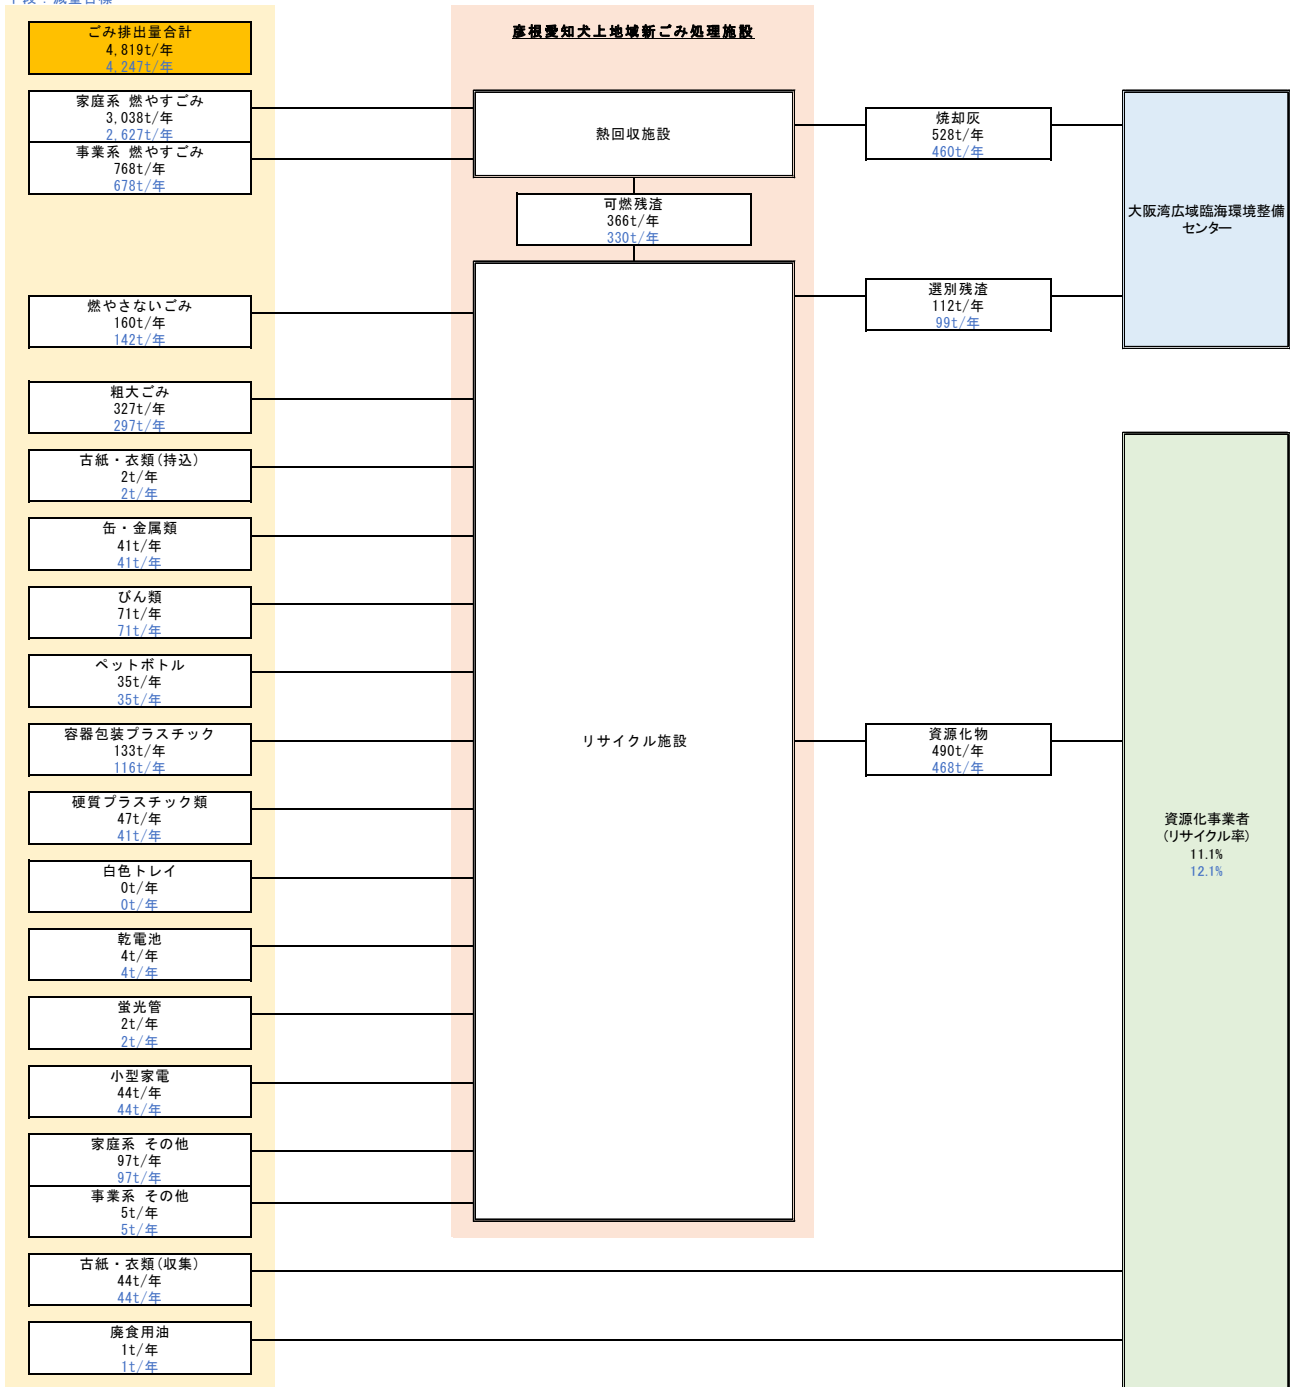 下段：減量目標
ごみ排出量合計
4,819t/年
4,247t/年
彦根愛知犬上地域新ごみ処理施設
家庭系 燃やすごみ
3,038t/年
2,627t/年
事業系 燃やすごみ
768t/年
678t/年
熱回収施設
焼却灰
528t/年
460t/年
大阪湾広域臨海環境整備
センター
可燃残渣
366t/年
330t/年
選別残渣
112t/年
99t/年
燃やさないごみ
160t/年
142t/年
粗大ごみ
327t/年
297t/年
古紙・衣類(持込)
2t/年
2t/年
缶・金属類
41t/年
41t/年
びん類
71t/年
71t/年
ペットボトル
35t/年
35t/年
容器包装プラスチック
133t/年
116t/年
リサイクル施設
資源化物
490t/年
468t/年
硬質プラスチック類
47t/年
41t/年
資源化事業者
(リサイクル率)
11.1%
12.1%
白色トレイ
0t/年
0t/年
乾電池
4t/年
4t/年
蛍光管
2t/年
2t/年
小型家電
44t/年
44t/年
家庭系 その他
97t/年
97t/年
事業系 その他
5t/年
5t/年
古紙・衣類(収集)
44t/年
44t/年
廃食用油
1t/年
1t/年